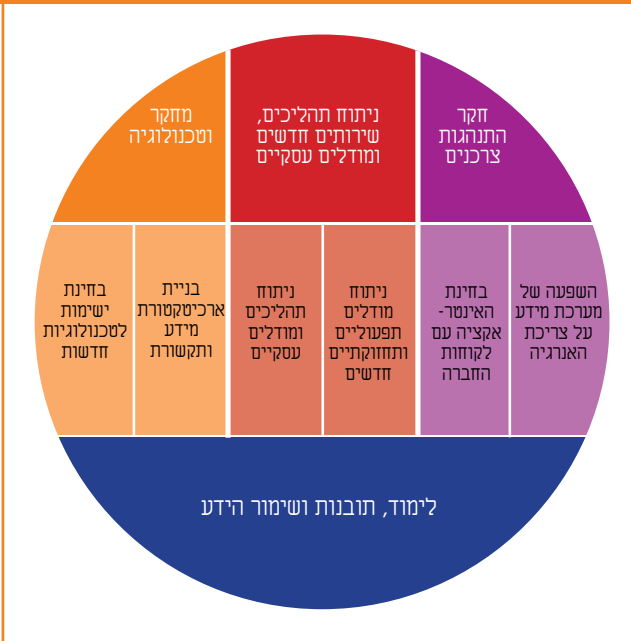 חקר
התנהגות
צרכנים
ניתוח תהליכים,
שירותים חדשים
ומודלים עסקיים
מחקר
וטכנולוגיה
השפעה של
מערכת מידע
על צריכת
האנרגיה
בחינת
האינטר-
אקציה עם
לקוחות
החברה
ניתוח
מודלים
תפעוליים
ותחזוקתיים
חדשים
ניתוח
תהליכים
ומודלים
עסקיים
בניית
ארכיטקטורת
מידע
ותקשורת
בחינת
ישימות
לטכנולוגיות
חדשות
לימוד, תובנות ושימור הידע